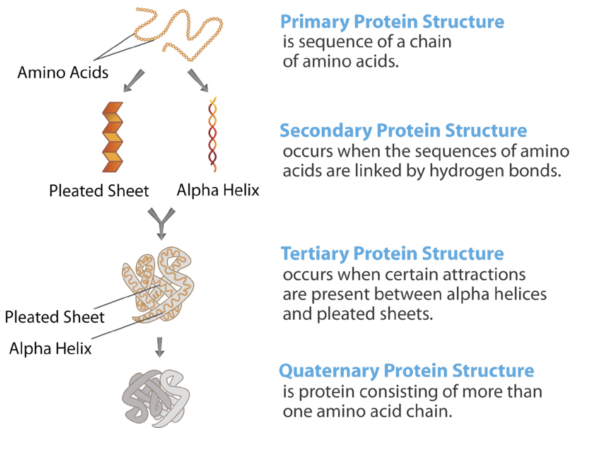 Primary Protein Structure
is sequence of a chain
of amino acids.
Amino Acids
Secondary Protein Structure
occurs when the sequences of amino
acids are linked by hydrogen bonds.
Pleated Sheet
Alpha Helix
Tertiary Protein Structure
occurs when certain attractions
are present between alpha helices
and pleated sheets.
Pleated Sheet
Alpha Helix
Quaternary Protein Structure
is protein consisting of more than
one amino acid chain.